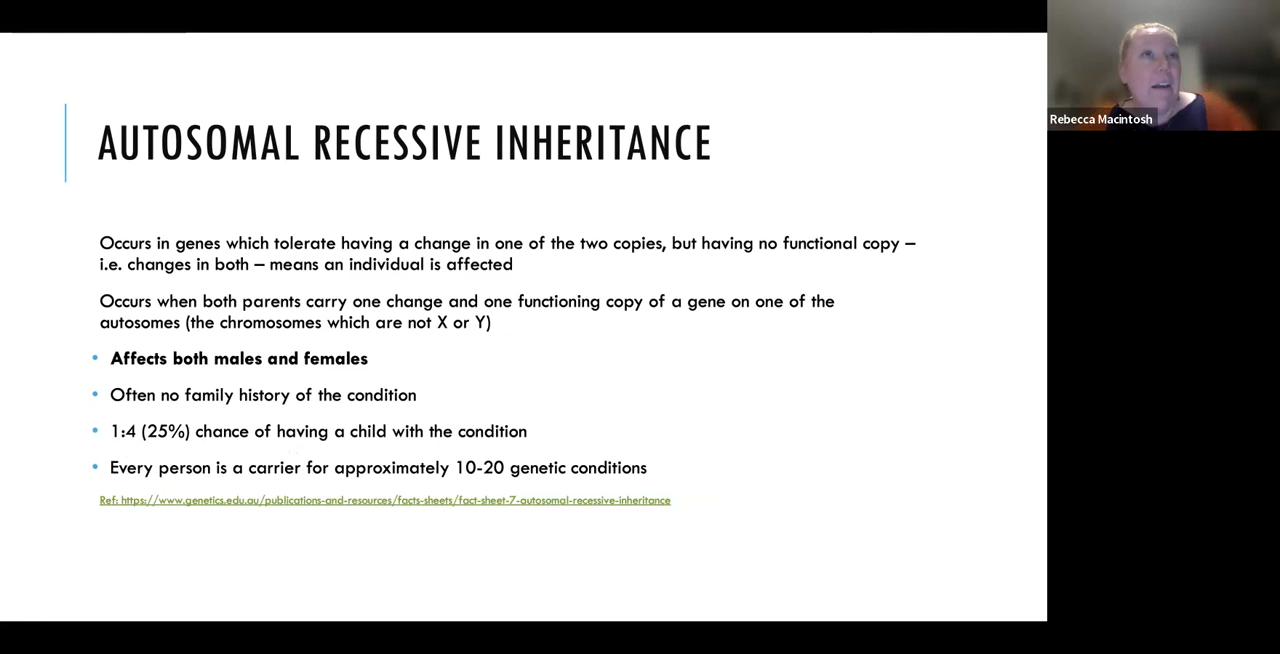 AUTOSOMAL RECESSIVE INHERITANCE
Occurs in genes which tolerate having a change in one of the two copies, but having no functional copy –
i.e. changes in both – means an individual is affected
Occurs when both parents carry one change and one functioning copy of a gene on one of the
autosomes (the chromosomes which are not X or Y)
• Affects both males and females
• Often no family history of the condition
• 1:4 (25%) chance of having a child with the condition
• Every person is a carrier for approximately 10-20 genetic conditions
Ref: https://www.genetics.edu.au/publications-and-resources/facts-sheets/fact-sheet-7-autosomal-recessive-inheritance
Rebecca Macintosh